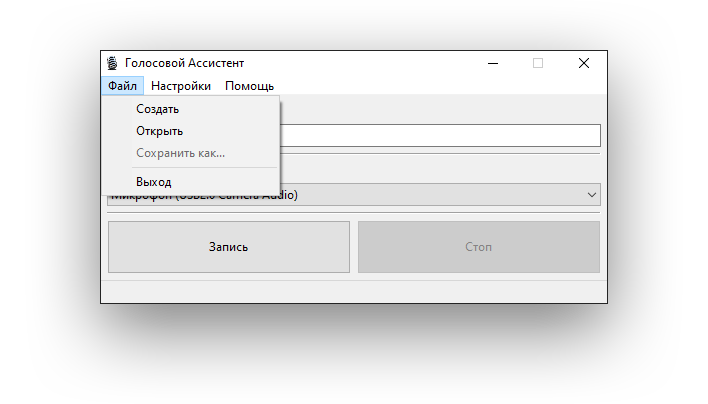 Голосовой Ассистент
Файл Настройки Помощь
Создать
Открыть
Сохранить как...
Выход
Микрофон (USB2.0 Camera Audio)
Запись Стоп